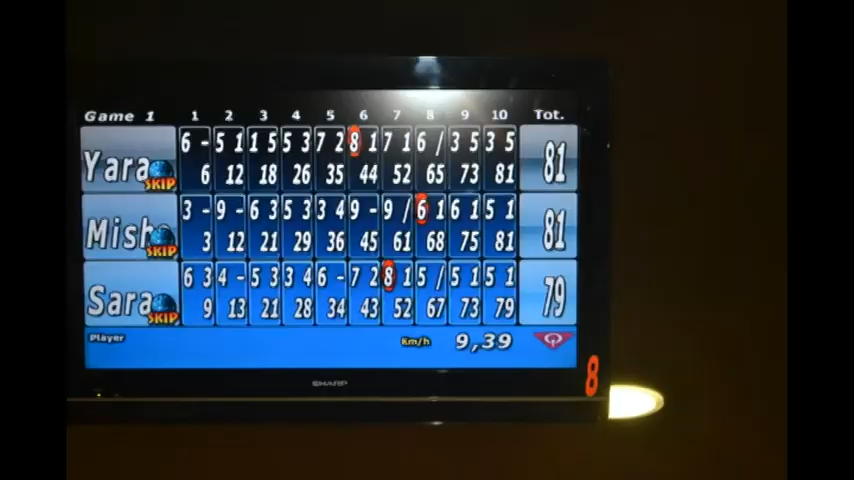 Game 1 1 2 3 4 5 6 7 8 9 10 Tot.
6 - 5 1 1 5 5 3 7 2 8 1 7 1 6 / 3 5 3 5
Yara SKIP 6 12 18 26 35 44 52 65 73 81 81
3 - 9 - 6 3 5 3 3 4 9 - 9 / 6 1 6 1 5 1
Mish SKIP 3 12 21 29 36 45 61 68 75 81 81
6 3 4 - 5 3 3 4 6 - 7 2 8 1 5 / 5 1 5 1
Sara SKIP 9 13 21 28 34 43 52 67 73 79 79
Player Km/h 9,39
SHARP
8